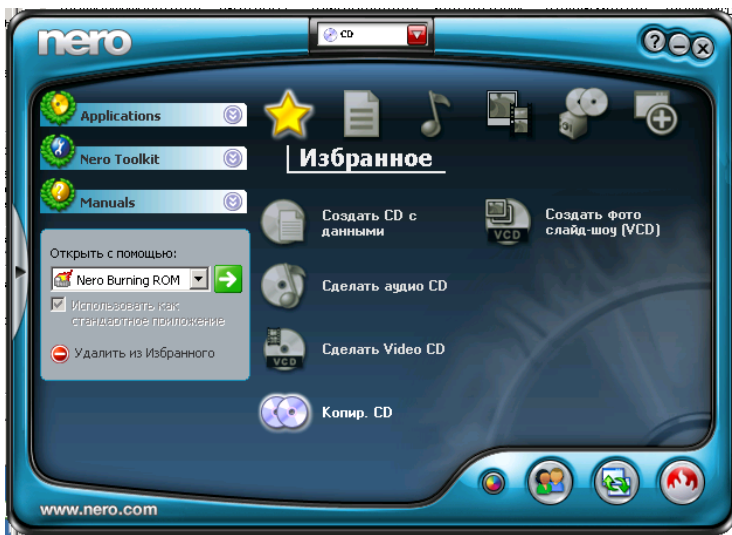 nero
CD
Applications
Nero Toolkit
Manuals
Избранное
Открыть с помощью:
Nero Burning ROM
Использовать как
стандартное приложение
Удалить из Избранного
Создать CD с
данными
Сделать аудио CD
VCD
Сделать Video CD
Копир. CD
VCD
Создать фото
слайд-шоу (VCD)
www.nero.com